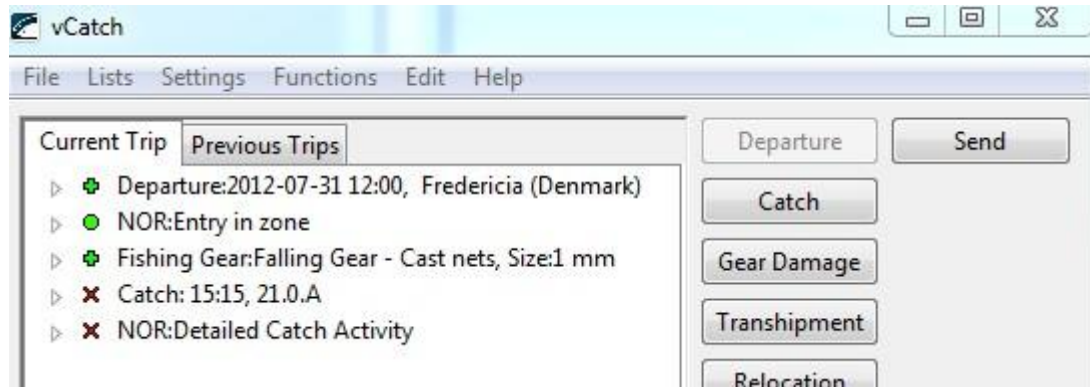 vCatch
File Lists Settings Functions Edit Help
Current Trip Previous Trips
Departure:2012-07-31 12:00, Fredericia (Denmark)
NOR:Entry in zone
Fishing Gear:Falling Gear - Cast nets, Size:1 mm
Catch: 15:15, 21.0.A
NOR:Detailed Catch Activity
Departure
Send
Catch
Gear Damage
Transhipment
Relocation